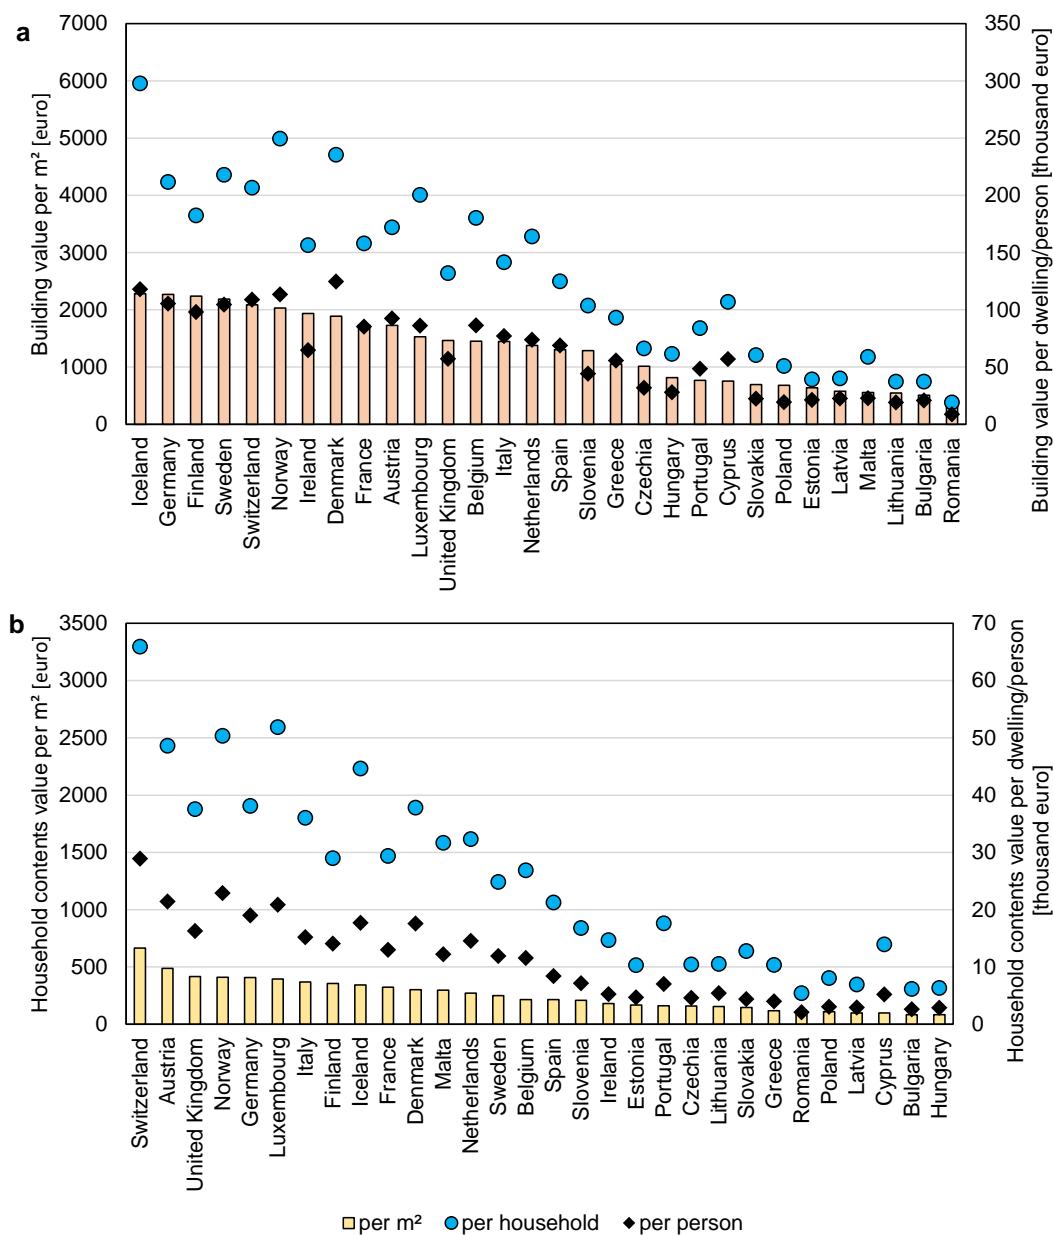 a
Building value per m² [euro]
7000
6000
5000
4000
3000
2000
1000
0
350
300
250
200
150
100
50
0
Building value per dwelling/person [thousand euro]
Iceland
Germany
Finland
Sweden
Switzerland
Norway
Ireland
Denmark
France
Austria
Luxembourg
United Kingdom
Belgium
Italy
Netherlands
Spain
Slovenia
Greece
Czechia
Hungary
Portugal
Cyprus
Slovakia
Poland
Estonia
Latvia
Malta
Lithuania
Bulgaria
Romania
b
Household contents value per m² [euro]
3500
3000
2500
2000
1500
1000
500
0
70
60
50
40
30
20
10
0
Household contents value per dwelling/person
[thousand euro]
Switzerland
Austria
United Kingdom
Norway
Germany
Luxembourg
Italy
Finland
Iceland
France
Denmark
Malta
Netherlands
Sweden
Belgium
Spain
Slovenia
Ireland
Estonia
Portugal
Czechia
Lithuania
Slovakia
Greece
Romania
Poland
Latvia
Cyprus
Bulgaria
Hungary
per m² per household per person